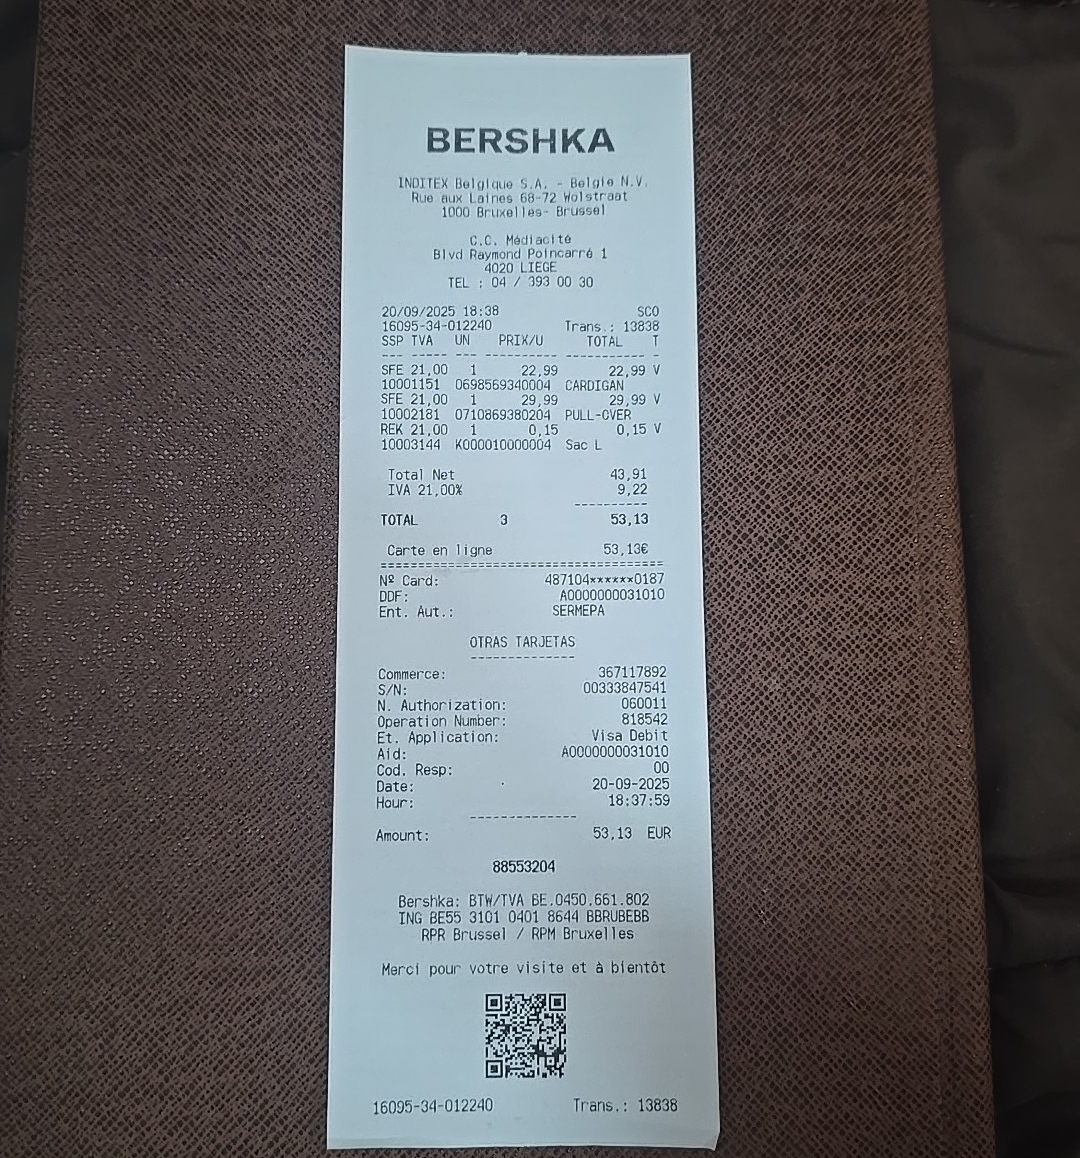 BERSHKA
INDITEX Belgique S.A. - Belgie N.V.
Rue aux Laines 68-72 Wolstraat
1000 Bruxelles- Brussel
C.C. Médiacité
Blvd Raymond Poincarré 1
4020 LIEGE
TEL : 04 / 393 00 30
20/09/2025 18:38 SCO
16095-34-012240 Trans.: 13838
SSP TVA UN PRIX/U TOTAL T
--- ----- --- ---------- ---------- -
SFE 21,00 1 22,99 22,99 V
10001151 0698569340004 CARDIGAN
SFE 21,00 1 29,99 29,99 V
10002181 0710869380204 PULL-OVER
REK 21,00 1 0,15 0,15 V
10003144 K000010000004 Sac L
Total Net 43,91
IVA 21,00% 9,22
----------
TOTAL 3 53,13
Carte en ligne 53,13€
======================================
Nº Card: 487104******0187
DDF: A0000000031010
Ent. Aut.: SERMEPA
OTRAS TARJETAS
--------------
Commerce: 367117892
S/N: 00333847541
N. Authorization: 060011
Operation Number: 818542
Et. Application: Visa Debit
Aid: A0000000031010
Cod. Resp: 00
Date: 20-09-2025
Hour: 18:37:59
--------------
Amount: 53,13 EUR
88553204
Bershka: BTW/TVA BE.0450.661.802
ING BE55 3101 0401 8644 BBRUBEBB
RPR Brussel / RPM Bruxelles
Merci pour votre visite et à bientôt
16095-34-012240 Trans.: 13838